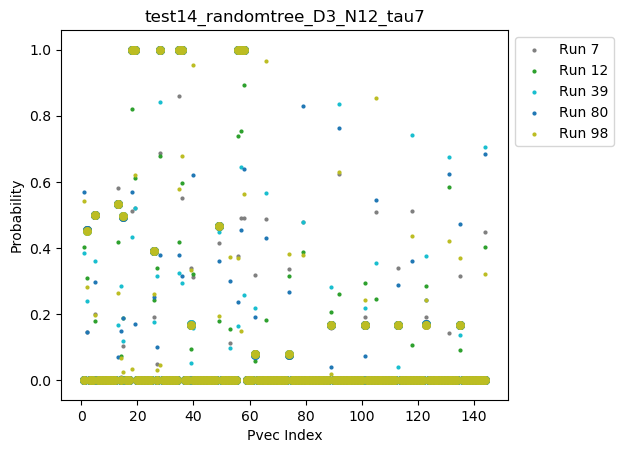 test14_randomtree_D3_N12_tau7
1.0
0.8
0.6
0.4
0.2
0.0
Probability
0 20 40 60 80 100 120 140
Pvec Index
Run 7
Run 12
Run 39
Run 80
Run 98